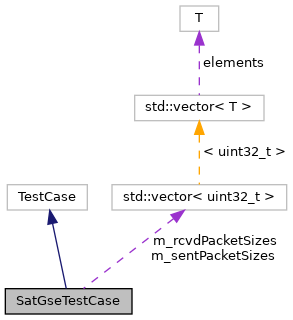 T
elements
std::vector< T >
< uint32_t >
TestCase
std::vector< uint32_t >
m_rcvdPacketSizes
m_sentPacketSizes
SatGseTestCase